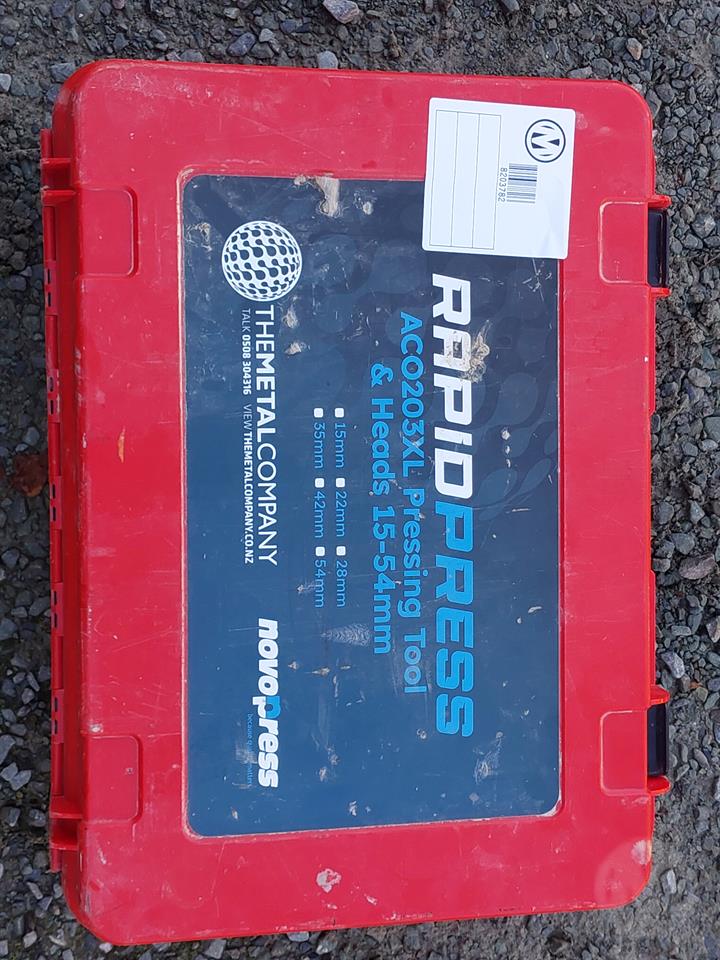 M
8203782
RAPIDPRESS
ACO203XL Pressing Tool
& Heads 15-54mm
15mm 22mm 28mm
35mm 42mm 54mm
THEMETALCOMPANY
TALK 0508 304316 VIEW THEMETALCOMPANY.CO.NZ
novopress
because